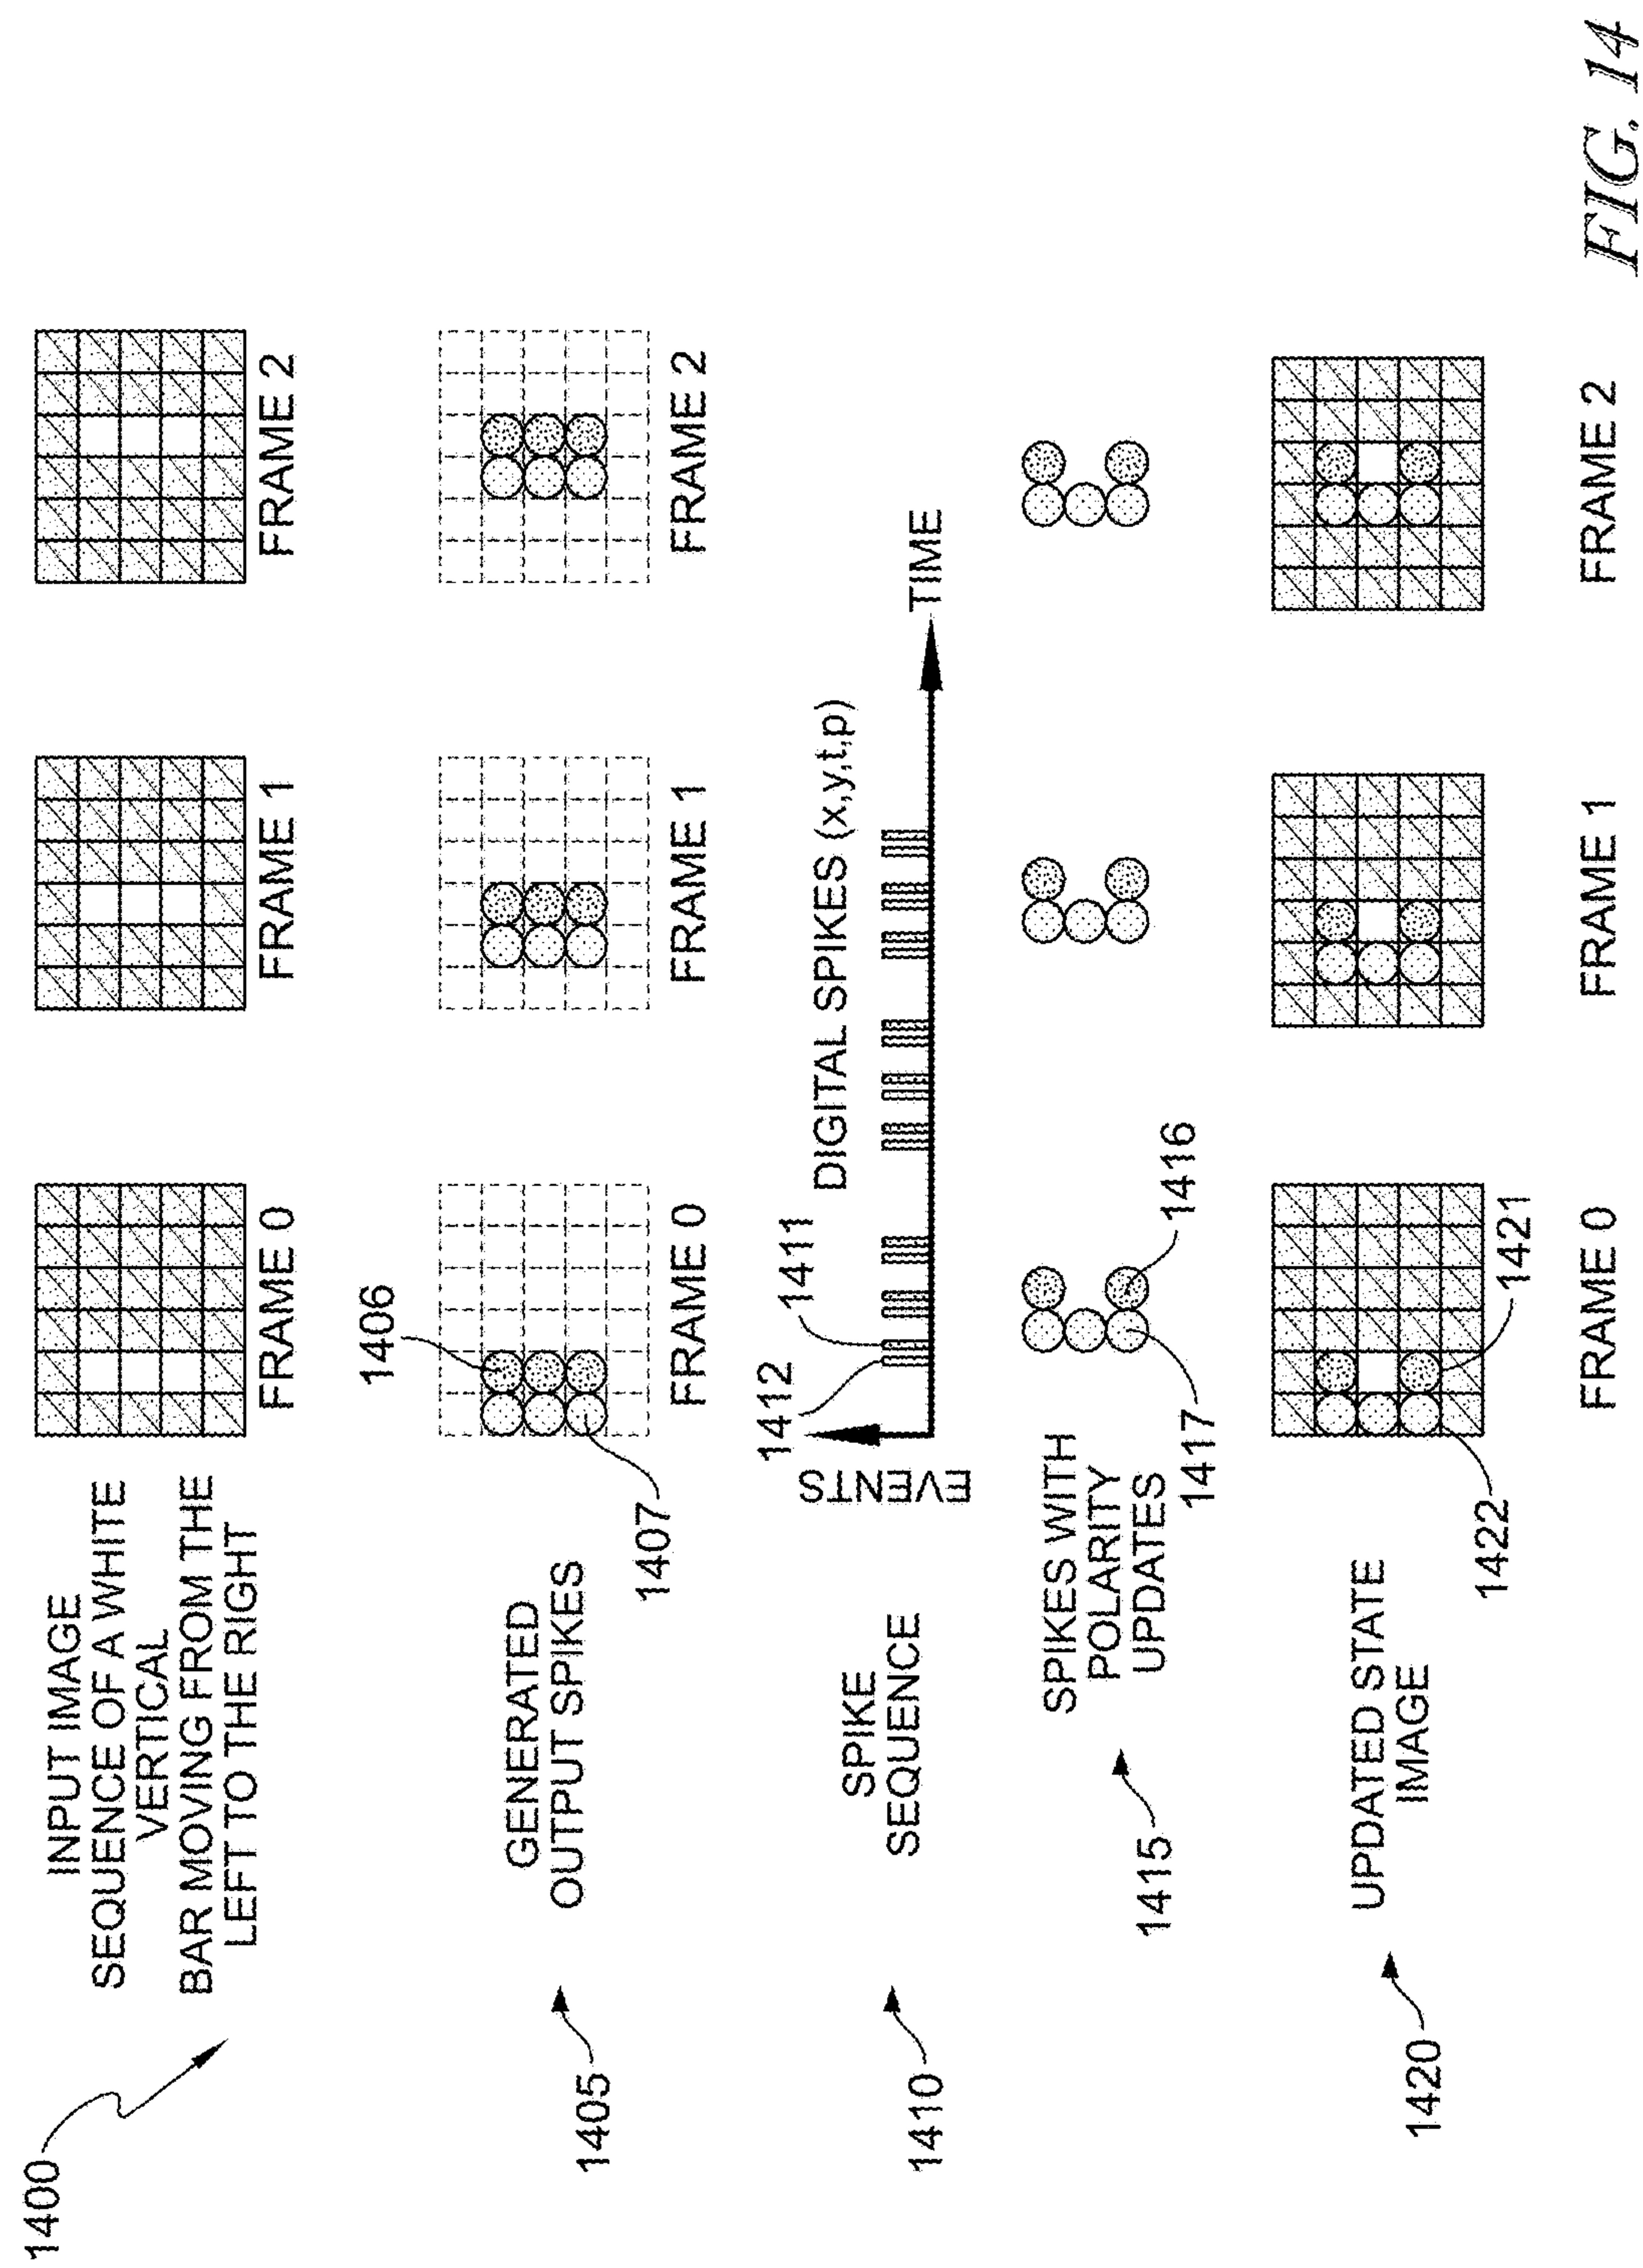 1400
INPUT IMAGE
SEQUENCE OF A WHITE
VERTICAL
BAR MOVING FROM THE
LEFT TO THE RIGHT
FRAME 0
FRAME 1
FRAME 2
1405
GENERATED
OUTPUT SPIKES
1406
1407
FRAME 0
FRAME 1
FRAME 2
1410
SPIKE
SEQUENCE
EVENTS
1412
1411
DIGITAL SPIKES (x,y,t,p)
TIME
1415
SPIKES WITH
POLARITY
UPDATES
1417
1416
1420
UPDATED STATE
IMAGE
1422
1421
FRAME 0
FRAME 1
FRAME 2
FIG. 14